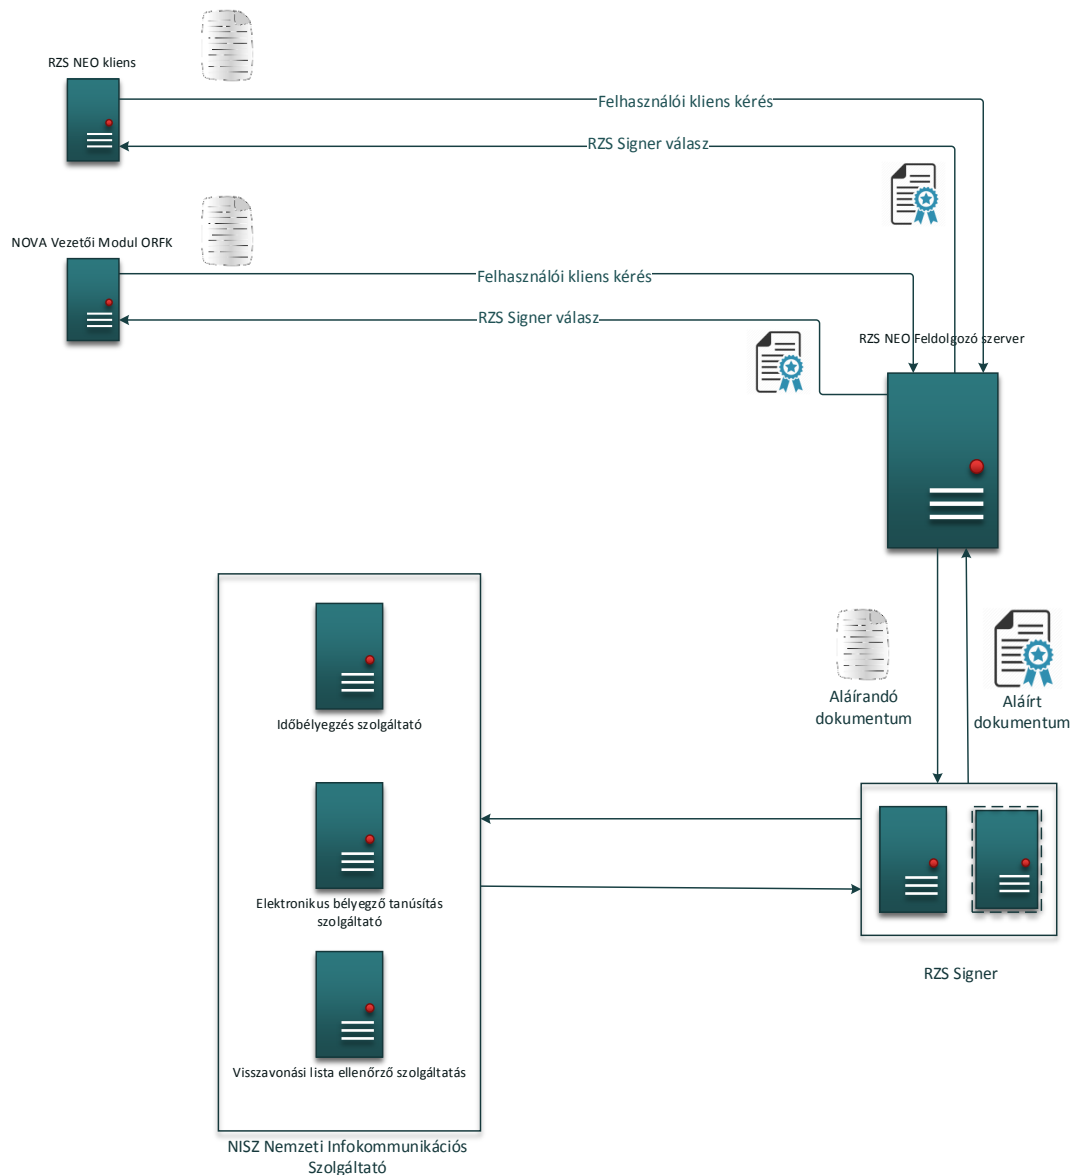 RZS NEO kliens
Felhasználói kliens kérés
RZS Signer válasz
NOVA Vezetői Modul ORFK
Felhasználói kliens kérés
RZS Signer válasz
RZS NEO Feldolgozó szerver
Aláírandó
dokumentum
Aláírt
dokumentum
Időbélyegzés szolgáltató
Elektronikus bélyegző tanúsítás
szolgáltató
RZS Signer
Visszavonási lista ellenőrző szolgáltatás
NISZ Nemzeti Infokommunikációs
Szolgáltató